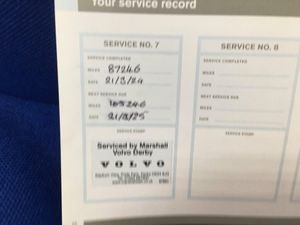 Your service record
SERVICE NO. 7
SERVICE COMPLETED
MILES 87246
DATE 21/3/24
NEXT SERVICE DUE
MILES 105246
DATE 21/3/25
SERVICE STAMP
Serviced by Marshall
Volvo Derby
VOLVO
SERVICE NO. 8
SERVICE COMPLETED
MILES
DATE
NEXT SERVICE DUE
MILES
DATE
SERVICE STAMP